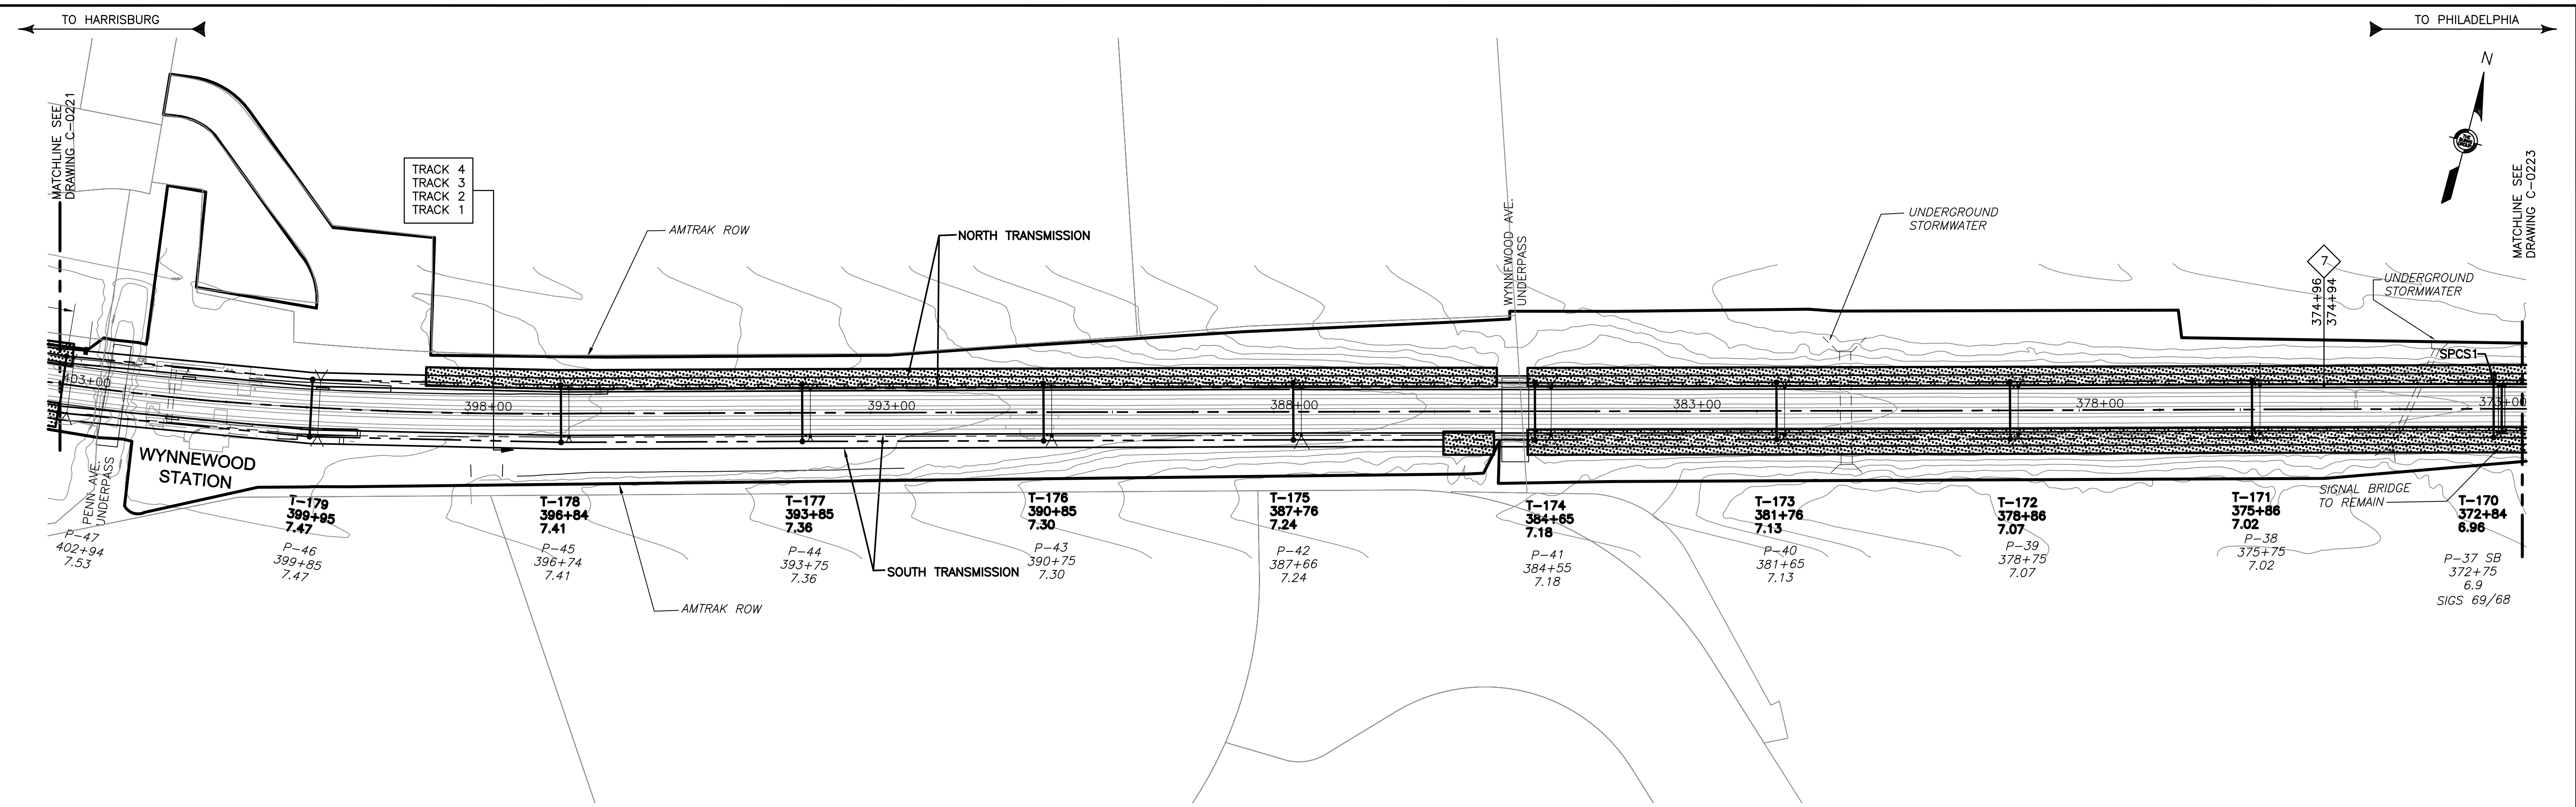 TO HARRISBURG
TO PHILADELPHIA
N
MATCHLINE SEE
DRAWING C-0221
MATCHLINE SEE
DRAWING C-0223
TRACK 4
TRACK 3
TRACK 2
TRACK 1
AMTRAK ROW
NORTH TRANSMISSION
WYNNEWOOD AVE.
UNDERPASS
UNDERGROUND
STORMWATER
7
374+96
374+94
UNDERGROUND
STORMWATER
SPCS1
403+00
398+00
393+00
388+00
383+00
378+00
373+00
WYNNEWOOD
STATION
PENN AVE.
UNDERPASS
P-47
402+94
7.53
T-179
399+95
7.47
P-46
399+85
7.47
T-178
396+84
7.41
P-45
396+74
7.41
T-177
393+85
7.36
P-44
393+75
7.36
T-176
390+85
7.30
P-43
390+75
7.30
T-175
387+76
7.24
P-42
387+66
7.24
T-174
384+65
7.18
P-41
384+55
7.18
T-173
381+76
7.13
P-40
381+65
7.13
T-172
378+86
7.07
P-39
378+75
7.07
T-171
375+86
7.02
P-38
375+75
7.02
SIGNAL BRIDGE
TO REMAIN
T-170
372+84
6.96
P-37 SB
372+75
6.9
SIGS 69/68
SOUTH TRANSMISSION
AMTRAK ROW